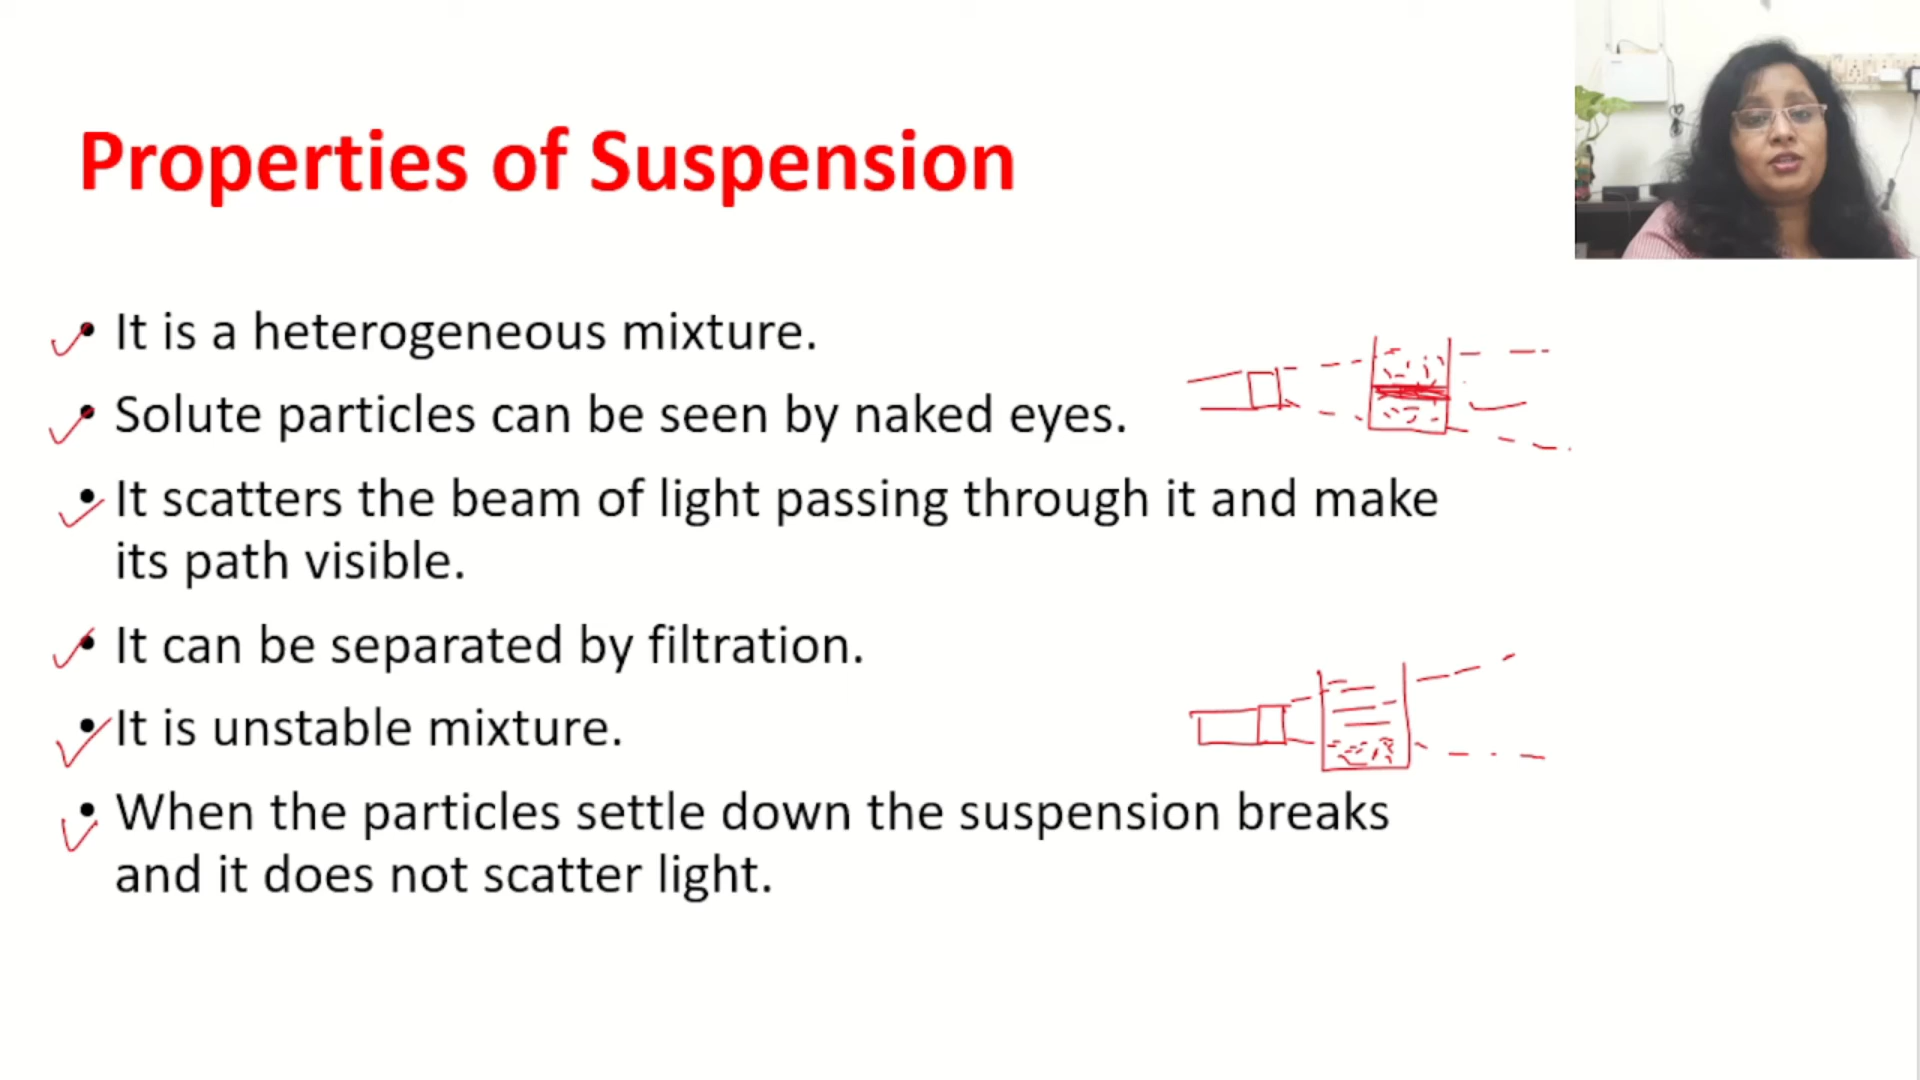 Properties of Suspension
• It is a heterogeneous mixture.
• Solute particles can be seen by naked eyes.
• It scatters the beam of light passing through it and make
its path visible.
• It can be separated by filtration.
• It is unstable mixture.
• When the particles settle down the suspension breaks
and it does not scatter light.